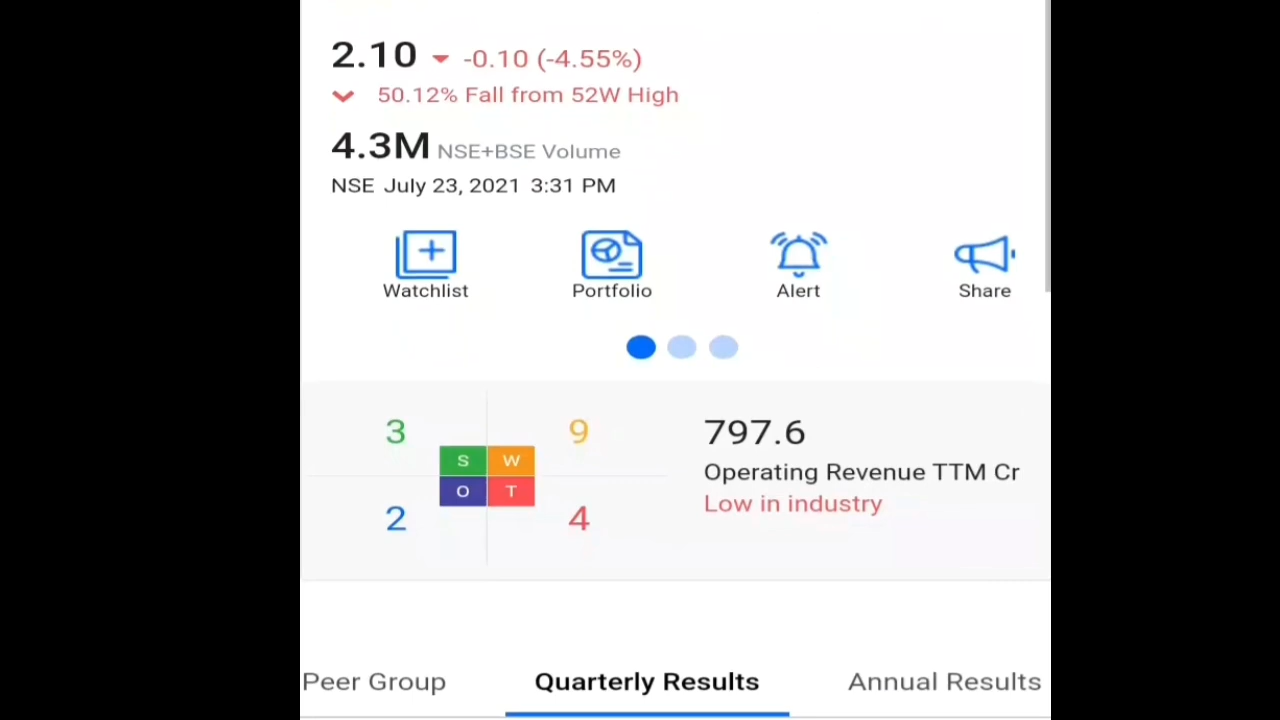 2.10 -0.10 (-4.55%)
50.12% Fall from 52W High
4.3M NSE+BSE Volume
NSE July 23, 2021 3:31 PM
Watchlist Portfolio Alert Share
3 9
S W
O T
2 4
797.6
Operating Revenue TTM Cr
Low in industry
Peer Group Quarterly Results Annual Results